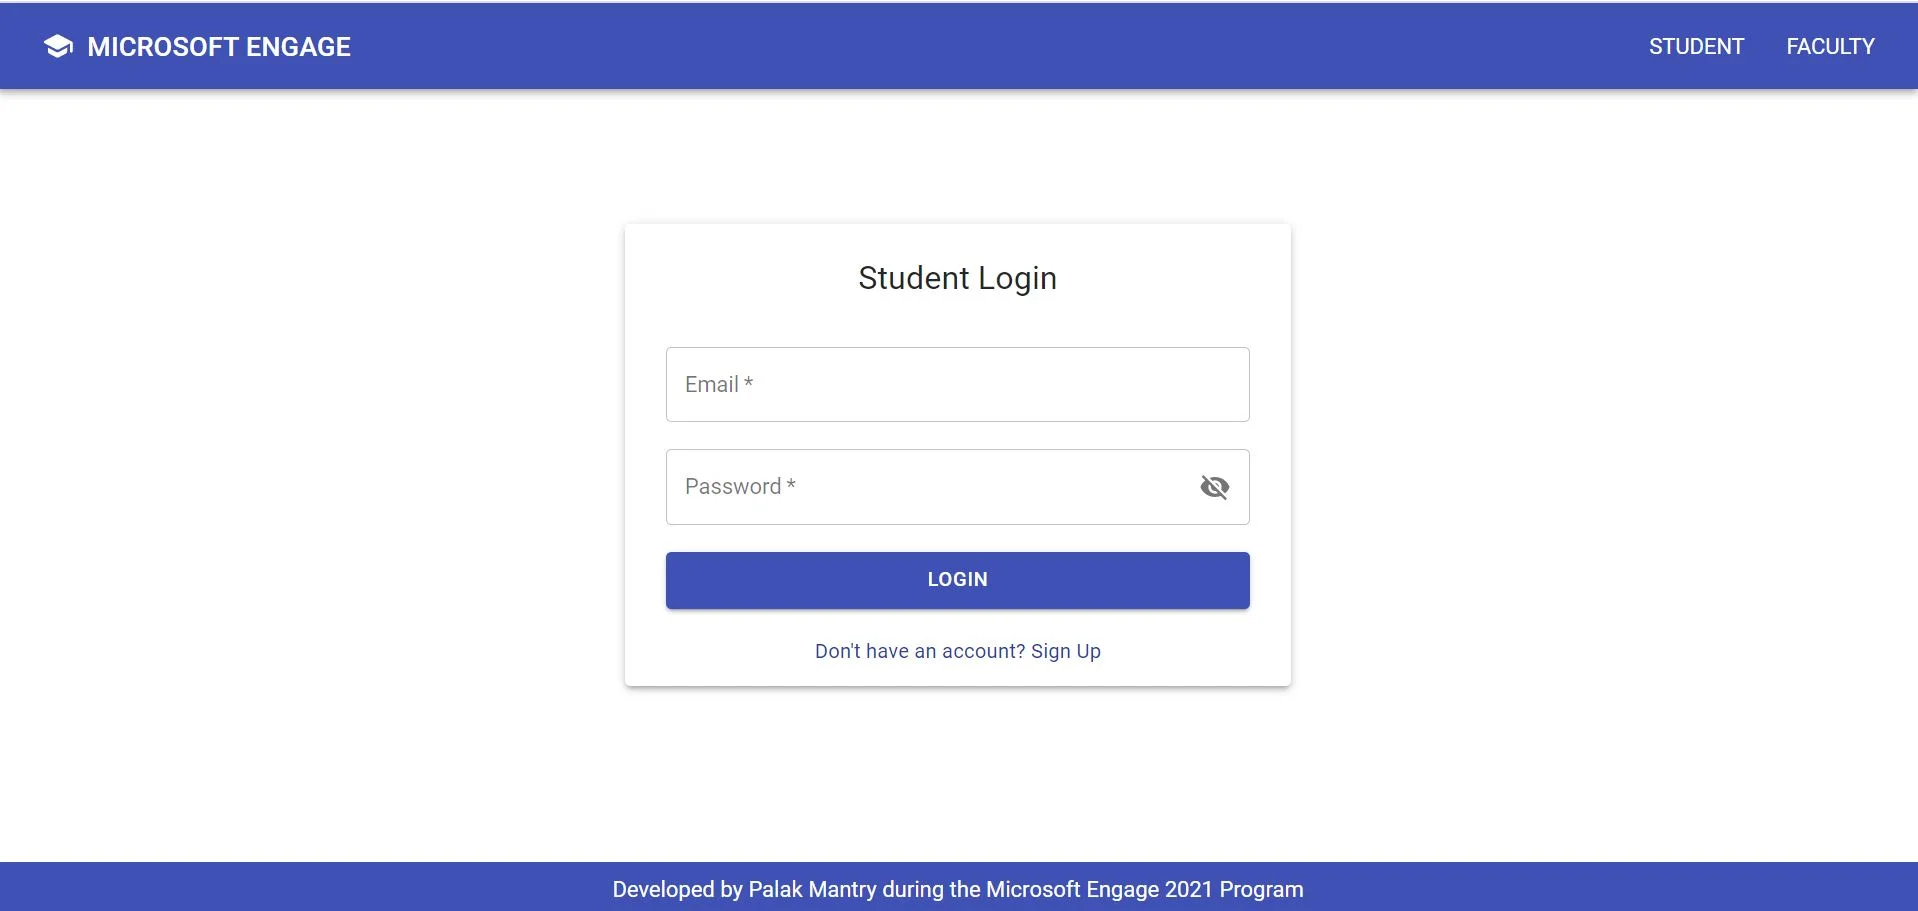 MICROSOFT ENGAGE
STUDENT
FACULTY
Student Login
Email *
Password *
LOGIN
Don't have an account? Sign Up
Developed by Palak Mantry during the Microsoft Engage 2021 Program